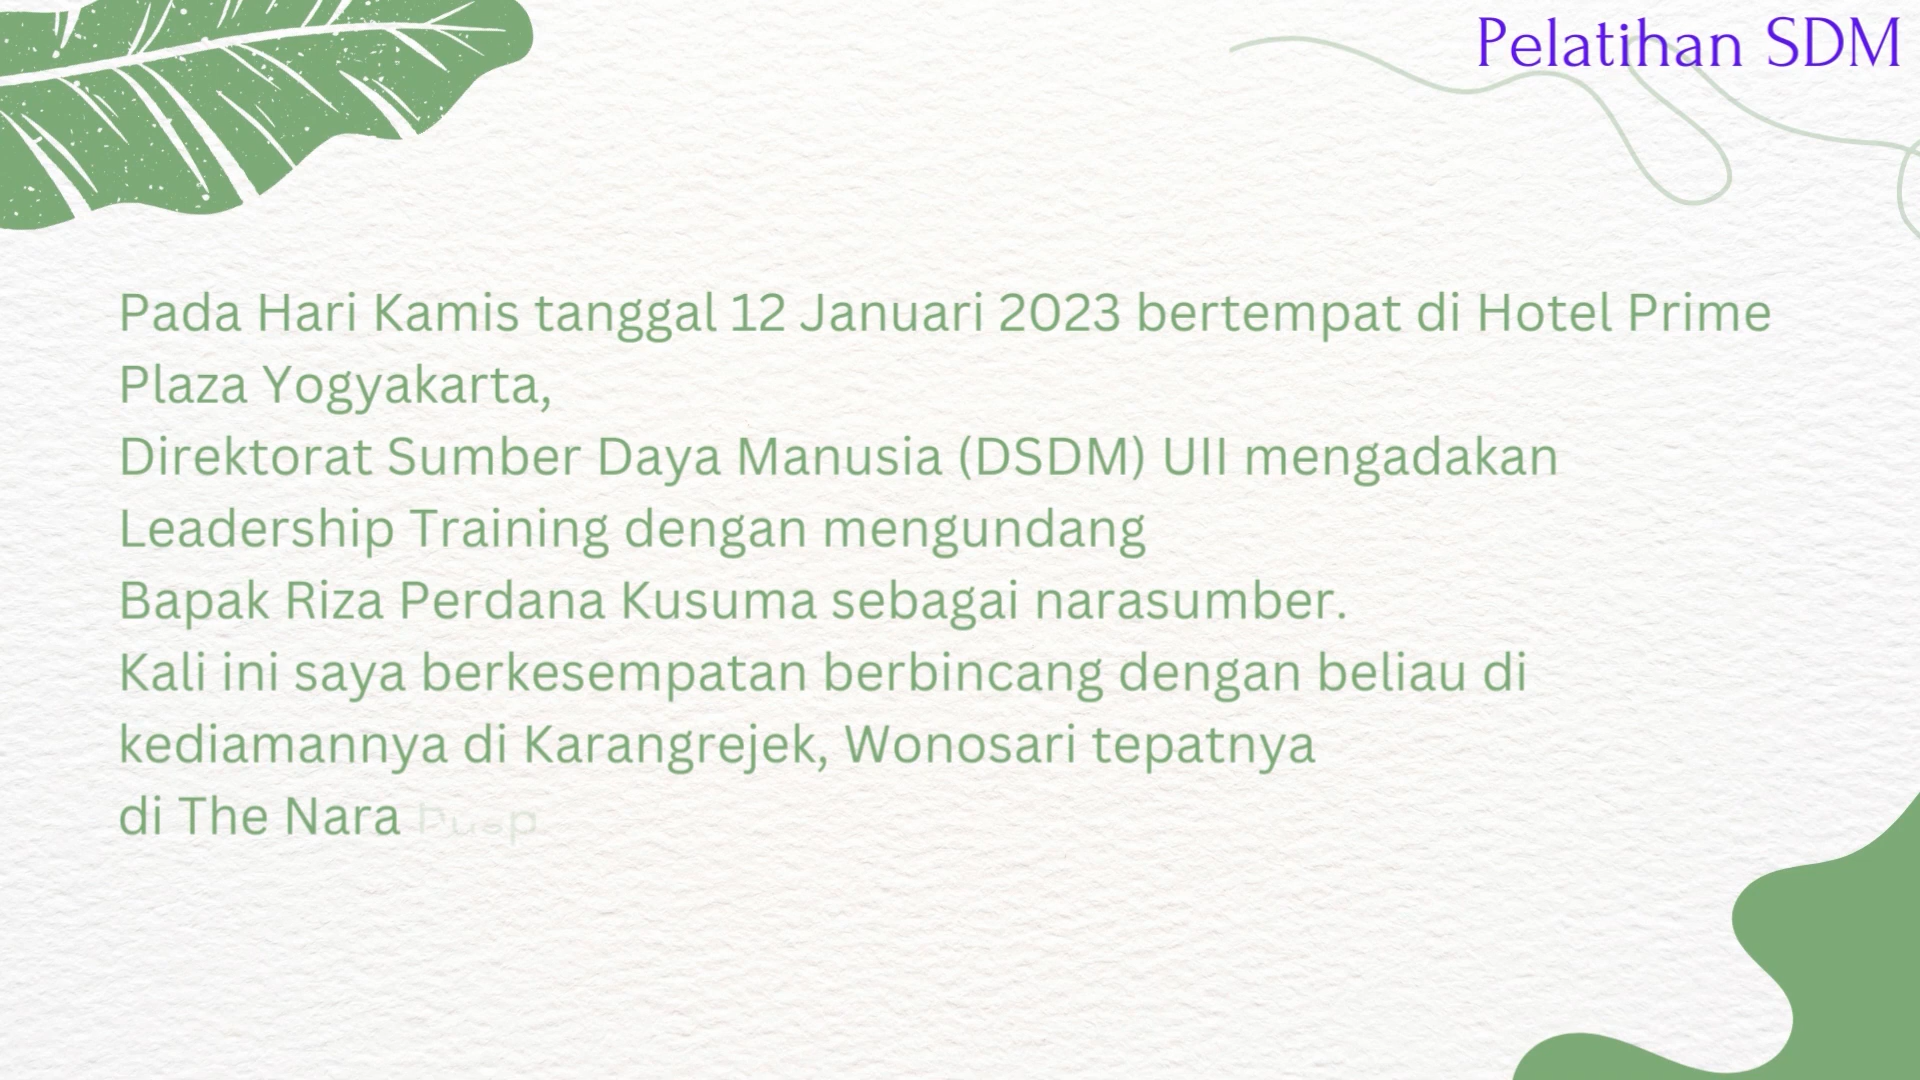 Pelatihan SDM
Pada Hari Kamis tanggal 12 Januari 2023 bertempat di Hotel Prime
Plaza Yogyakarta,
Direktorat Sumber Daya Manusia (DSDM) UII mengadakan
Leadership Training dengan mengundang
Bapak Riza Perdana Kusuma sebagai narasumber.
Kali ini saya berkesempatan berbincang dengan beliau di
kediamannya di Karangrejek, Wonosari tepatnya
di The Nara